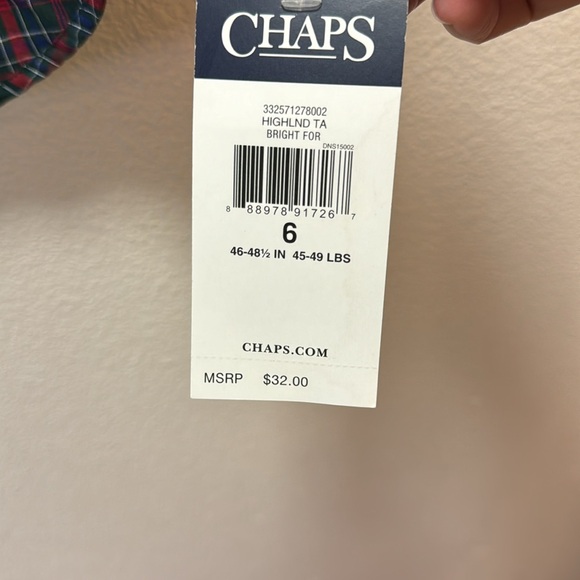 CHAPS
332571278002
HIGHLND TA
BRIGHT FOR
DNS15002
8 88978 91726 7
6
46-48½ IN 45-49 LBS
CHAPS.COM
MSRP $32.00